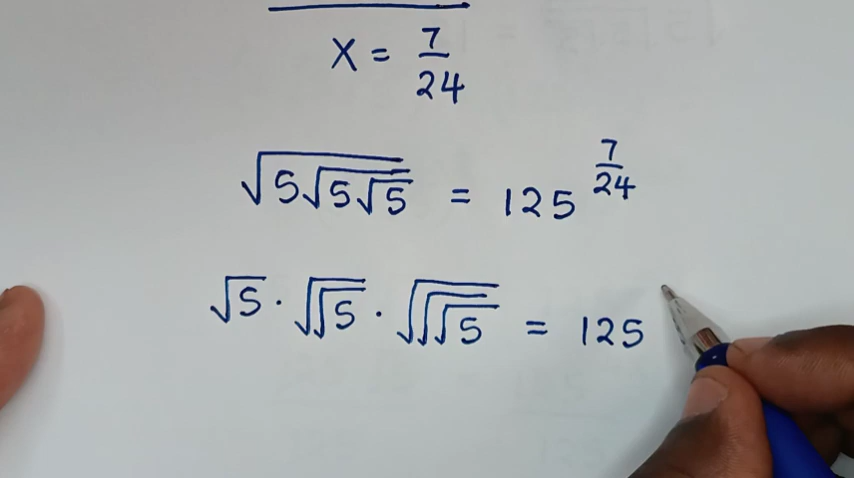 x = 7/24
√(5√(5√5)) = 125^(7/24)
√5 · √√5 · √√√5 = 125